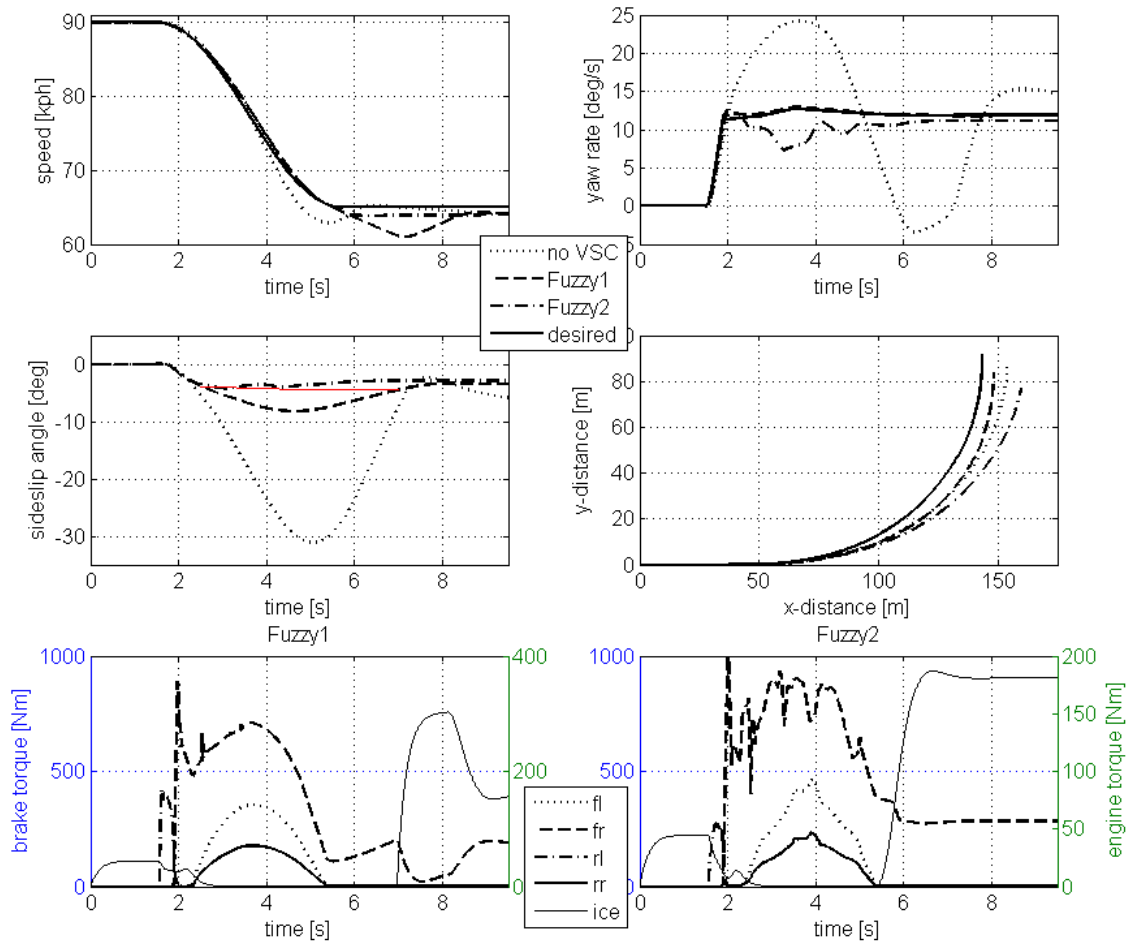 90
80
70
60
speed [kph]
0
2
4
6
8
time [s]
25
20
15
10
5
0
5
yaw rate [deg/s]
0
2
4
6
8
time [s]
no VSC
Fuzzy1
Fuzzy2
desired
0
-10
-20
-30
sideslip angle [deg]
0
2
4
6
8
time [s]
80
60
40
20
0
y-distance [m]
0
50
100
150
x-distance [m]
Fuzzy1
1000
500
0
brake torque [Nm]
400
200
0
0
2
4
6
8
time [s]
fl
fr
rl
rr
ice
Fuzzy2
1000
500
0
200
150
100
50
0
engine torque [Nm]
0
2
4
6
8
time [s]